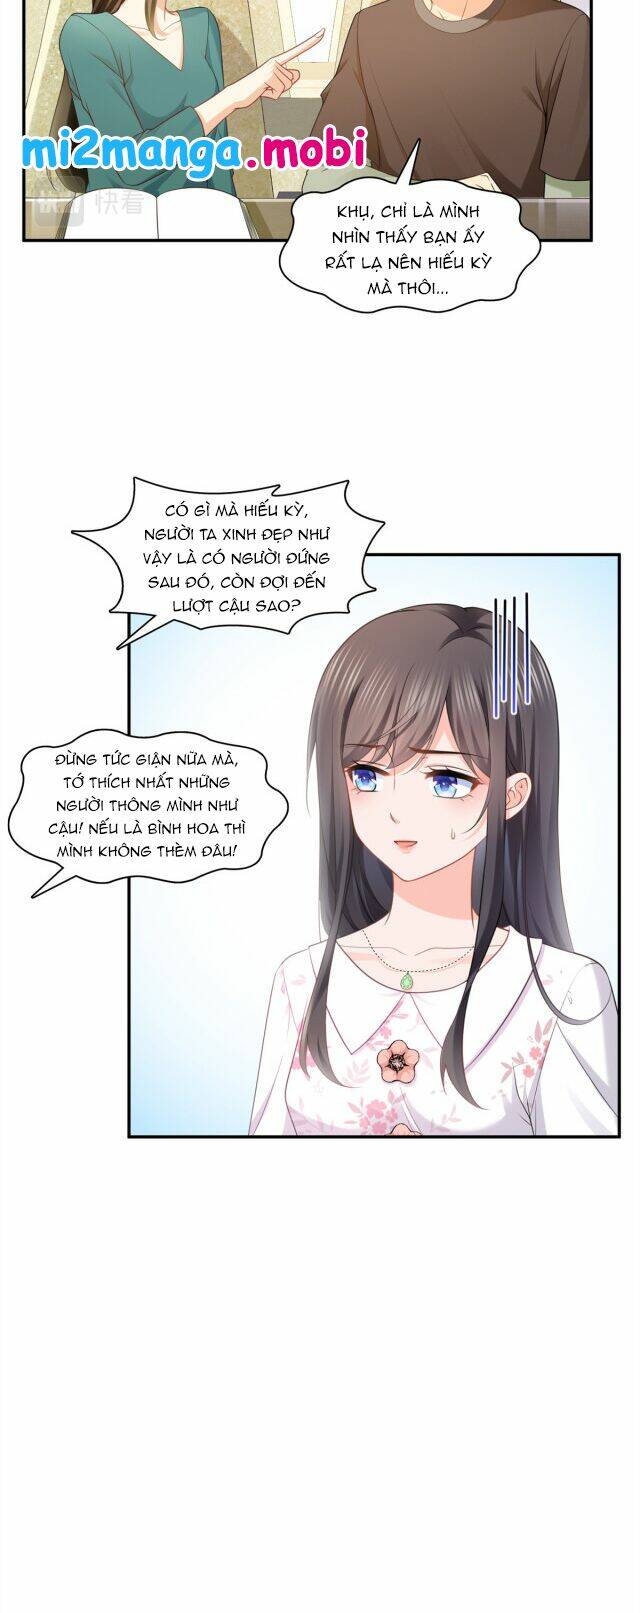 mi2manga.mobi
快看
KHỤ, CHỈ LÀ MÌNH
NHÌN THẤY BẠN ẤY
RẤT LẠ NÊN HIẾU KỲ
MÀ THÔI...
CÓ GÌ MÀ HIẾU KỲ,
NGƯỜI TA XINH ĐẸP NHƯ
VẬY LÀ CÓ NGƯỜI ĐỨNG
SAU ĐÓ, CÒN ĐỢI ĐẾN
LƯỢT CẬU SAO?
ĐỪNG TỨC GIẬN NỮA MÀ,
TỚ THÍCH NHẤT NHỮNG
NGƯỜI THÔNG MINH NHƯ
CẬU! NẾU LÀ BÌNH HOA THÌ
MÌNH KHÔNG THÈM ĐÂU!